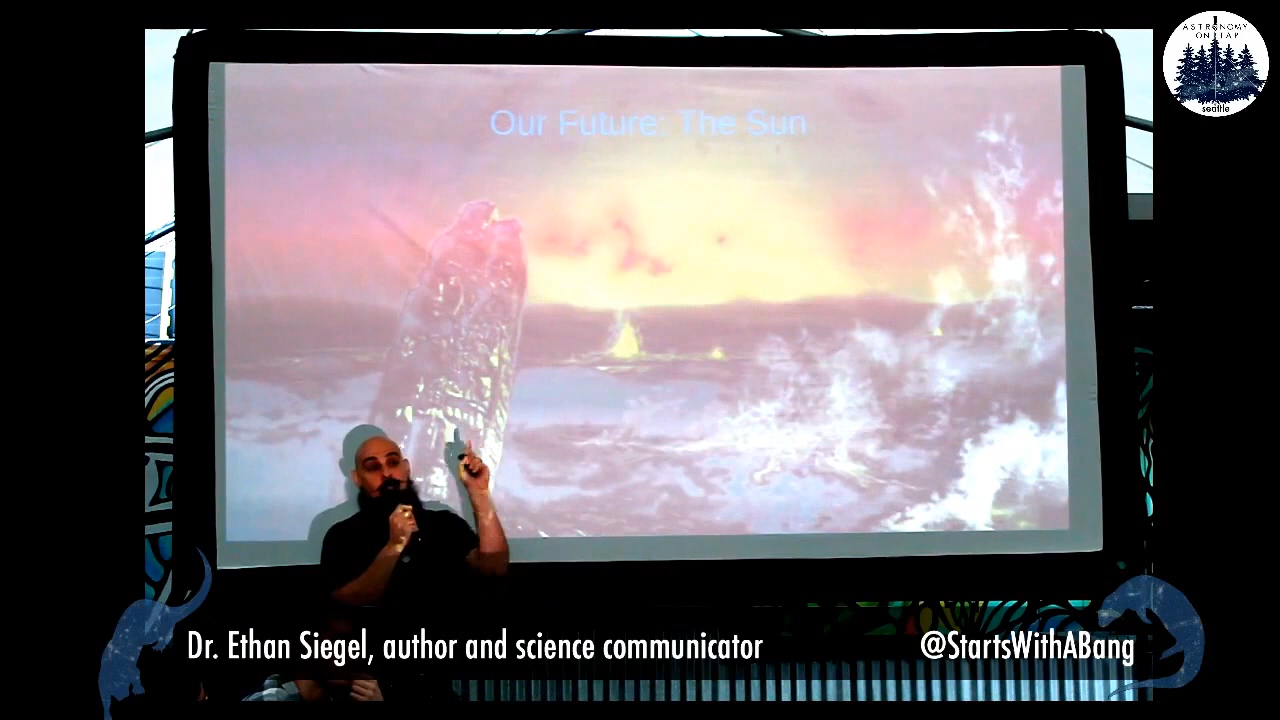 ASTRONOMY
ON TAP
seattle
Our Future: The Sun
Dr. Ethan Siegel, author and science communicator
@StartsWithABang